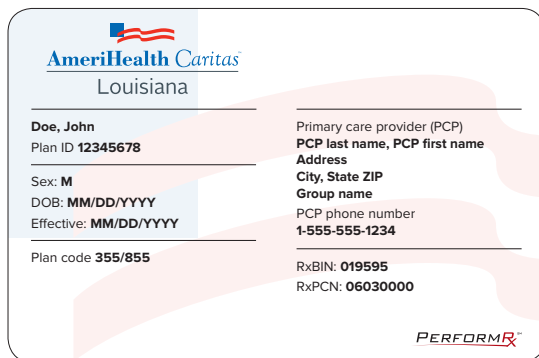 AmeriHealth Caritas
Louisiana
Doe, John
Plan ID 12345678
Sex: M
DOB: MM/DD/YYYY
Effective: MM/DD/YYYY
Plan code 355/855
Primary care provider (PCP)
PCP last name, PCP first name
Address
City, State ZIP
Group name
PCP phone number
1-555-555-1234
RxBIN: 019595
RxPCN: 06030000
PERFORMRx